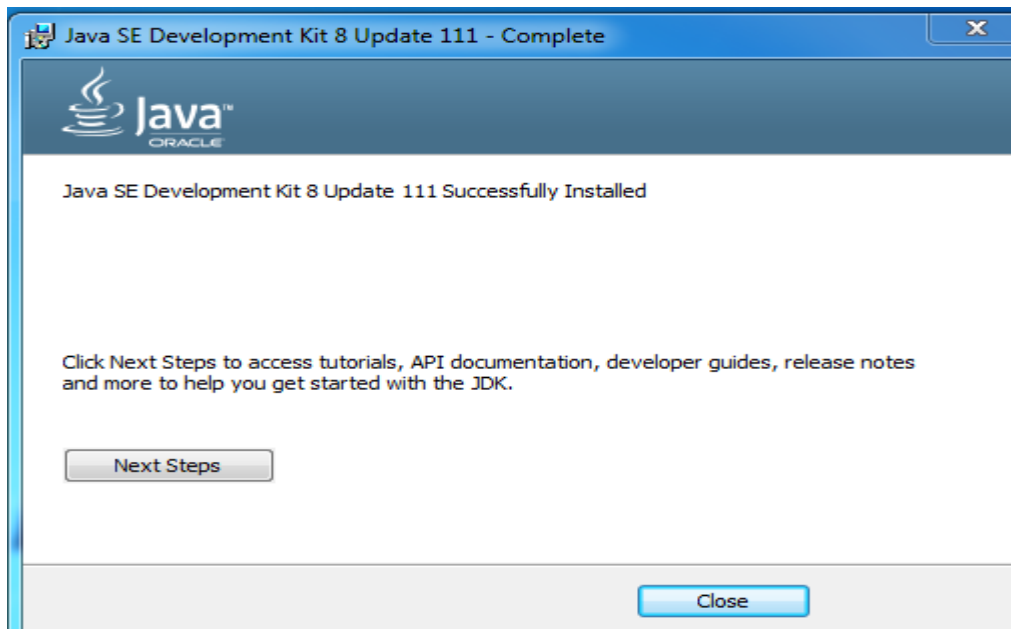 Java SE Development Kit 8 Update 111 - Complete
Java™
ORACLE
Java SE Development Kit 8 Update 111 Successfully Installed
Click Next Steps to access tutorials, API documentation, developer guides, release notes
and more to help you get started with the JDK.
Next Steps
Close